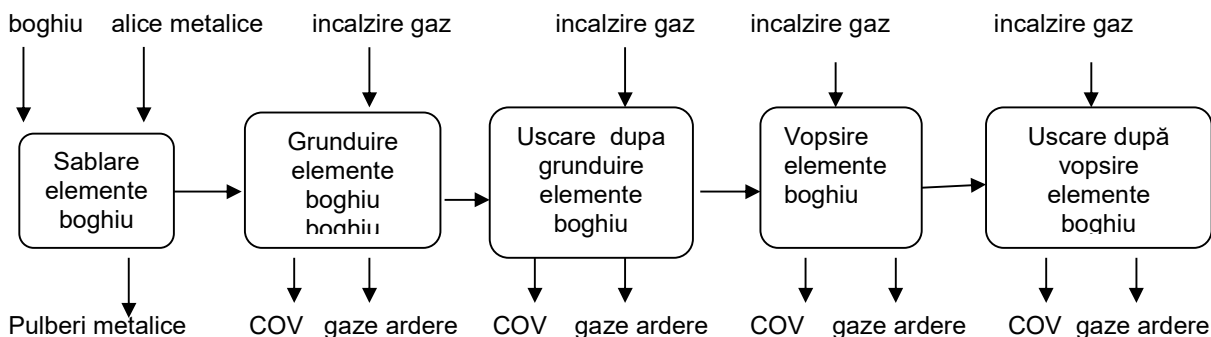 boghiu alice metalice incalzire gaz incalzire gaz incalzire gaz incalzire gaz
Sablare
elemente
boghiu
Grunduire
elemente
boghiu
boghiu
Uscare dupa
grunduire
elemente
boghiu
Vopsire
elemente
boghiu
Uscare după
vopsire
elemente
boghiu
Pulberi metalice COV gaze ardere COV gaze ardere COV gaze ardere COV gaze ardere